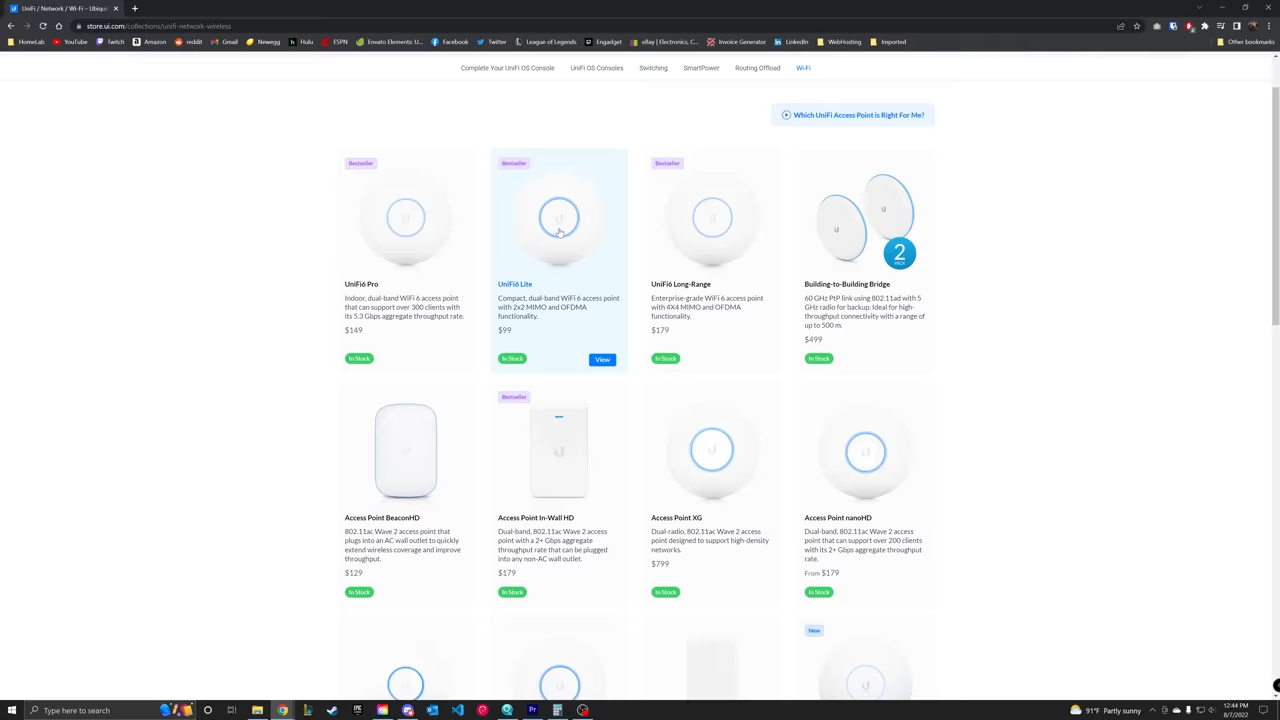 UniFi / Network / Wi-Fi – Ubiqui
store.ui.com/collections/unifi-network-wireless
HomeLab
YouTube
Twitch
Amazon
reddit
Gmail
Newegg
Hulu
ESPN
Envato Elements: U...
Facebook
Twitter
League of Legends
Engadget
eBay | Electronics, C...
Invoice Generator
LinkedIn
WebHosting
Imported
Other bookmarks
Complete Your UniFi OS Console
UniFi OS Consoles
Switching
SmartPower
Routing Offload
Wi-Fi
Which UniFi Access Point is Right For Me?
Bestseller
UniFi6 Pro
Indoor, dual-band WiFi 6 access point
that can support over 300 clients with
its 5.3 Gbps aggregate throughput rate.
$149
In Stock
Bestseller
UniFi6 Lite
Compact, dual-band WiFi 6 access point
with 2x2 MIMO and OFDMA
functionality.
$99
In Stock
View
Bestseller
UniFi6 Long-Range
Enterprise-grade WiFi 6 access point
with 4X4 MIMO and OFDMA
functionality.
$179
In Stock
2
PACK
Building-to-Building Bridge
60 GHz PtP link using 802.11ad with 5
GHz radio for backup. Ideal for high-
throughput connectivity with a range of
up to 500 m.
$499
In Stock
Access Point BeaconHD
802.11ac Wave 2 access point that
plugs into an AC wall outlet to quickly
extend wireless coverage and improve
throughput.
$129
In Stock
Bestseller
Access Point In-Wall HD
Dual-band, 802.11ac Wave 2 access
point with a 2+ Gbps aggregate
throughput rate that can be plugged
into any non-AC wall outlet.
$179
In Stock
Access Point XG
Dual-radio, 802.11ac Wave 2 access
point designed to support high-density
networks.
$799
In Stock
Access Point nanoHD
Dual-band, 802.11ac Wave 2 access
point that can support over 200 clients
with its 2+ Gbps aggregate throughput
rate.
From $179
In Stock
New
Type here to search
91°F Partly sunny
12:44 PM
8/7/2022